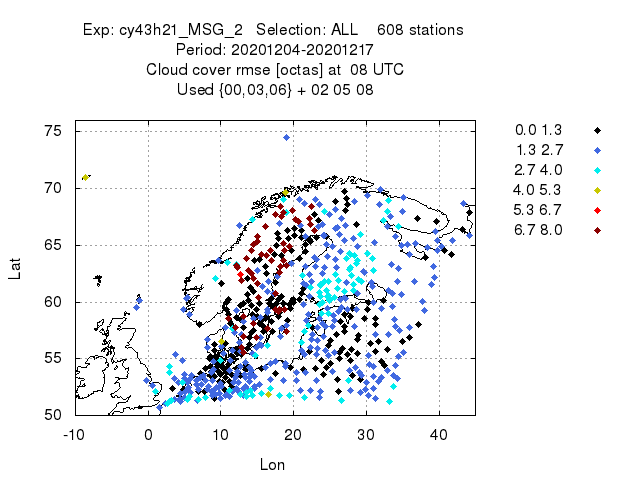 Exp: cy43h21_MSG_2   Selection: ALL    608 stations
Period: 20201204-20201217
Cloud cover rmse [octas] at  08 UTC
Used {00,03,06} + 02 05 08
0.0 1.3
1.3 2.7
2.7 4.0
4.0 5.3
5.3 6.7
6.7 8.0
75
70
65
60
55
50
Lat
-10 0 10 20 30 40
Lon